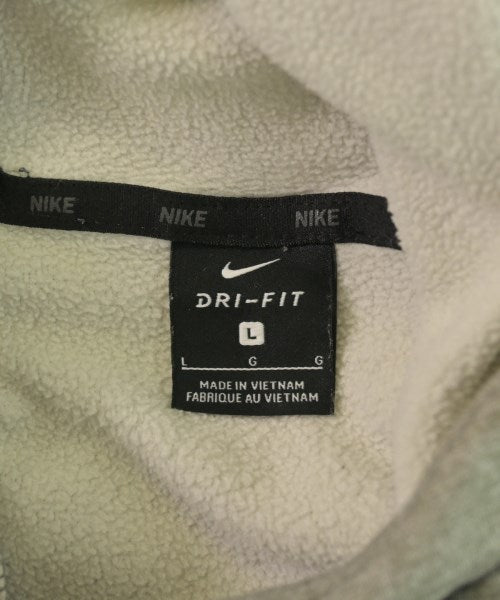 NIKE NIKE NIKE
DRI-FIT
L
L G G
MADE IN VIETNAM
FABRIQUE AU VIETNAM